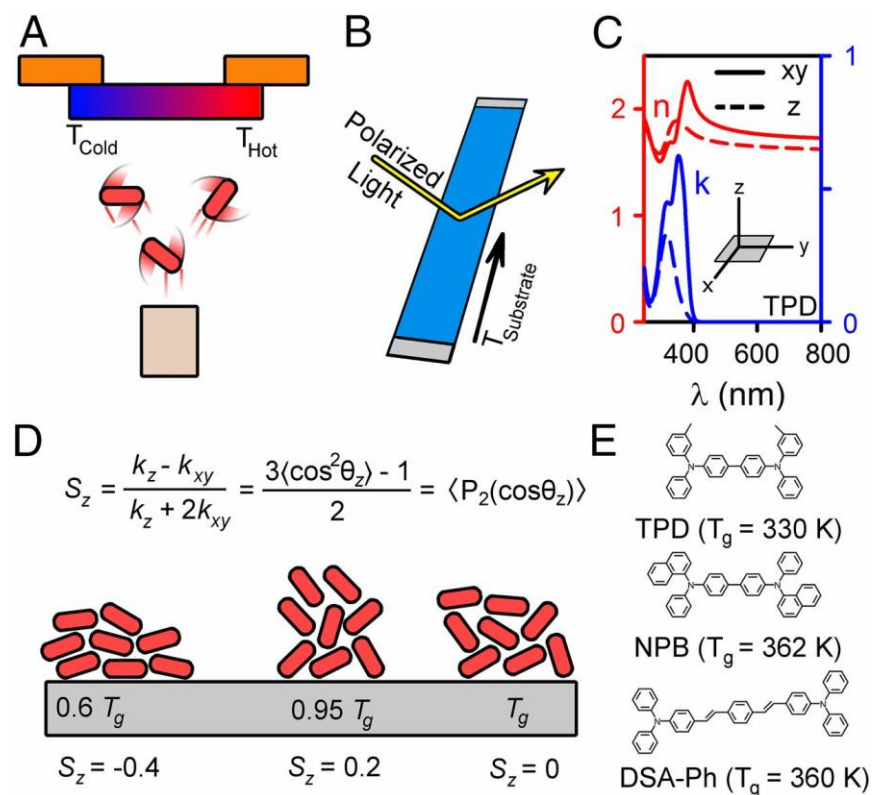 A
T_Cold
T_Hot
B
Polarized
Light
T_Substrate
C
n
k
xy
z
2
1
0
1
0
z
y
x
TPD
400
600
800
λ (nm)
D
S_z = (k_z - k_xy) / (k_z + 2k_xy) = (3⟨cos²θ_z⟩ - 1) / 2 = ⟨P₂(cosθ_z)⟩
0.6 T_g
0.95 T_g
T_g
S_z = -0.4
S_z = 0.2
S_z = 0
E
N
N
TPD (T_g = 330 K)
N
N
NPB (T_g = 362 K)
N
N
DSA-Ph (T_g = 360 K)